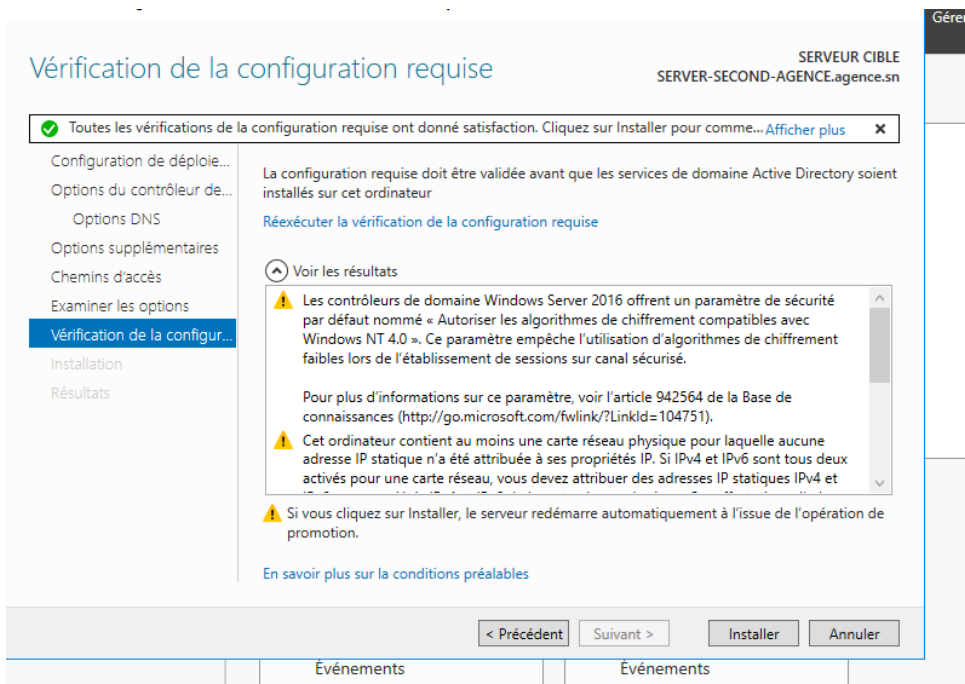 Gérer
Vérification de la configuration requise
SERVEUR CIBLE
SERVER-SECOND-AGENCE.agence.sn
Toutes les vérifications de la configuration requise ont donné satisfaction. Cliquez sur Installer pour comme... Afficher plus
Configuration de déploie...
Options du contrôleur de...
Options DNS
Options supplémentaires
Chemins d'accès
Examiner les options
Vérification de la configur...
Installation
Résultats
La configuration requise doit être validée avant que les services de domaine Active Directory soient
installés sur cet ordinateur
Réexécuter la vérification de la configuration requise
Voir les résultats
Les contrôleurs de domaine Windows Server 2016 offrent un paramètre de sécurité
par défaut nommé « Autoriser les algorithmes de chiffrement compatibles avec
Windows NT 4.0 ». Ce paramètre empêche l'utilisation d'algorithmes de chiffrement
faibles lors de l'établissement de sessions sur canal sécurisé.
Pour plus d'informations sur ce paramètre, voir l'article 942564 de la Base de
connaissances (http://go.microsoft.com/fwlink/?LinkId=104751).
Cet ordinateur contient au moins une carte réseau physique pour laquelle aucune
adresse IP statique n'a été attribuée à ses propriétés IP. Si IPv4 et IPv6 sont tous deux
activés pour une carte réseau, vous devez attribuer des adresses IP statiques IPv4 et
Si vous cliquez sur Installer, le serveur redémarre automatiquement à l'issue de l'opération de
promotion.
En savoir plus sur la conditions préalables
< Précédent
Suivant >
Installer
Annuler
Événements
Événements